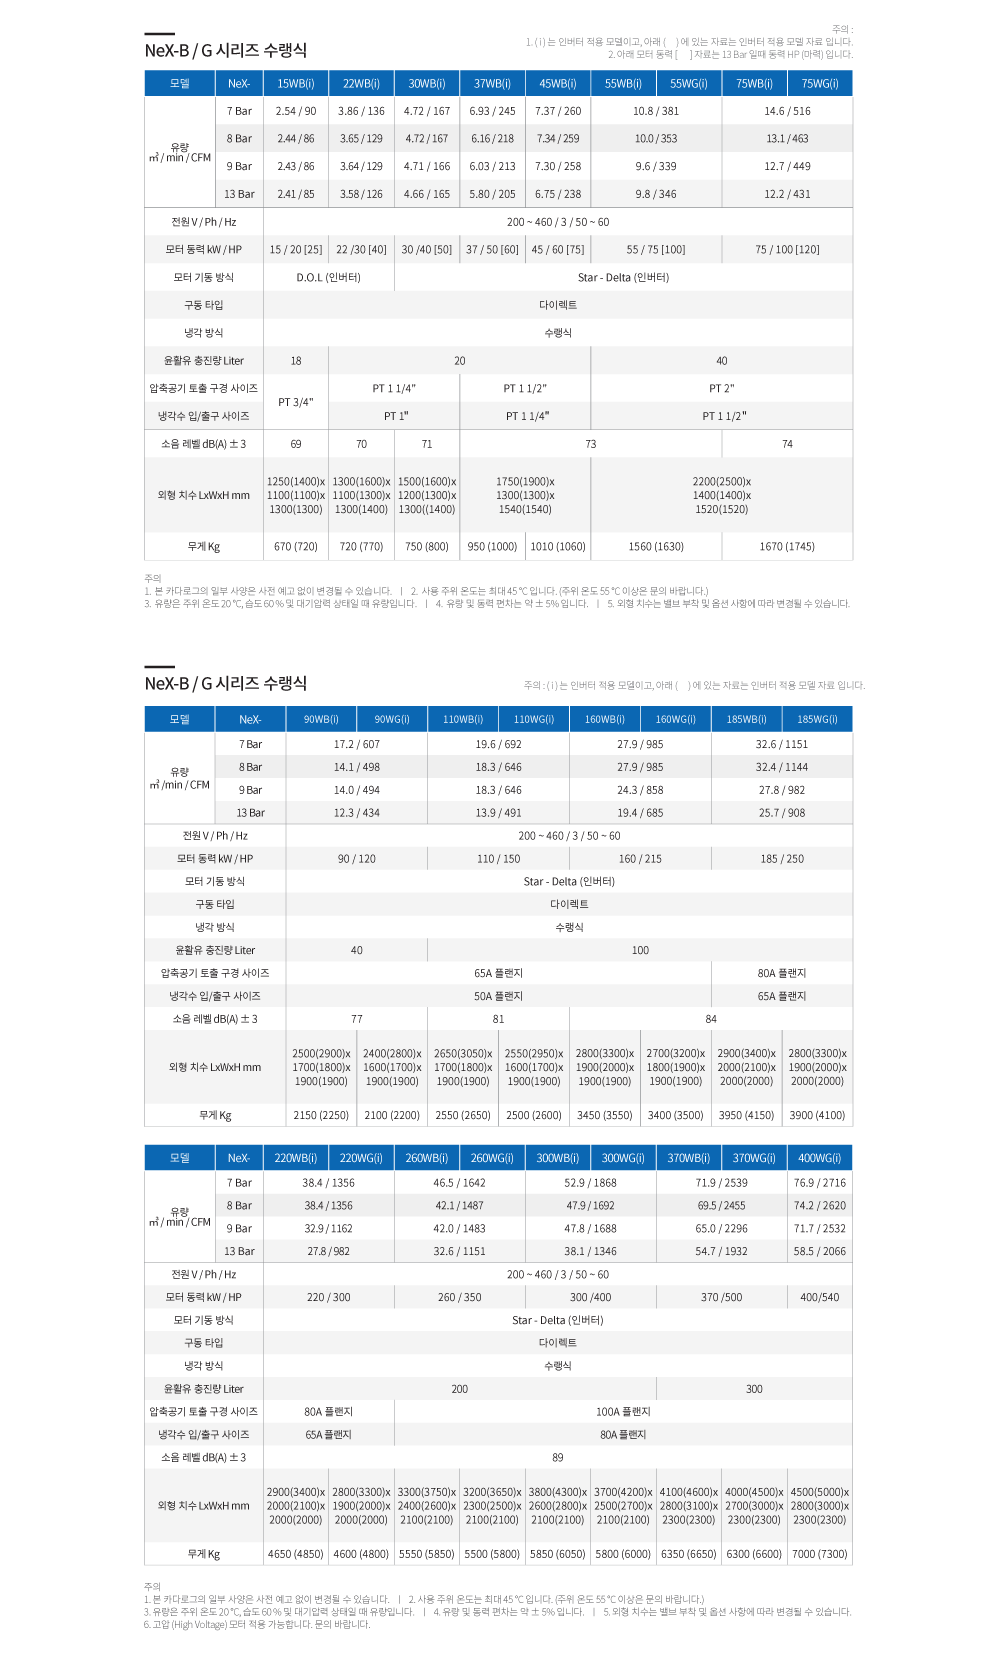 주의 :
NeX-B / G 시리즈 수랭식
1. ( i ) 는 인버터 적용 모델이고, 아래 ( ) 에 있는 자료는 인버터 적용 모델 자료 입니다.
2. 아래 모터 동력 [ ] 자료는 13 Bar 일때 동력 HP (마력) 입니다.
모델 NeX- 15WB(i) 22WB(i) 30WB(i) 37WB(i) 45WB(i) 55WB(i) 55WG(i) 75WB(i) 75WG(i)
7 Bar 2.54 / 90 3.86 / 136 4.72 / 167 6.93 / 245 7.37 / 260 10.8 / 381 14.6 / 516
8 Bar 2.44 / 86 3.65 / 129 4.72 / 167 6.16 / 218 7.34 / 259 10.0 / 353 13.1 / 463
유량
㎥ / min / CFM
9 Bar 2.43 / 86 3.64 / 129 4.71 / 166 6.03 / 213 7.30 / 258 9.6 / 339 12.7 / 449
13 Bar 2.41 / 85 3.58 / 126 4.66 / 165 5.80 / 205 6.75 / 238 9.8 / 346 12.2 / 431
전원 V / Ph / Hz 200 ~ 460 / 3 / 50 ~ 60
모터 동력 kW / HP 15 / 20 [25] 22 /30 [40] 30 /40 [50] 37 / 50 [60] 45 / 60 [75] 55 / 75 [100] 75 / 100 [120]
모터 기동 방식 D.O.L (인버터) Star - Delta (인버터)
구동 타입 다이렉트
냉각 방식 수랭식
윤활유 충진량 Liter 18 20 40
압축공기 토출 구경 사이즈 PT 3/4" PT 1 1/4" PT 1 1/2" PT 2"
냉각수 입/출구 사이즈 PT 1" PT 1 1/4" PT 1 1/2"
소음 레벨 dB(A) ± 3 69 70 71 73 74
1250(1400)x 1300(1600)x 1500(1600)x 1750(1900)x 2200(2500)x
외형 치수 LxWxH mm 1100(1100)x 1100(1300)x 1200(1300)x 1300(1300)x 1400(1400)x
1300(1300) 1300(1400) 1300((1400) 1540(1540) 1520(1520)
무게 Kg 670 (720) 720 (770) 750 (800) 950 (1000) 1010 (1060) 1560 (1630) 1670 (1745)
주의
1. 본 카다로그의 일부 사양은 사전 예고 없이 변경될 수 있습니다. ㅣ 2. 사용 주위 온도는 최대 45 °C 입니다. (주위 온도 55 °C 이상은 문의 바랍니다.)
3. 유량은 주위 온도 20 °C, 습도 60 % 및 대기압력 상태일 때 유량입니다. ㅣ 4. 유량 및 동력 편차는 약 ± 5% 입니다. ㅣ 5. 외형 치수는 밸브 부착 및 옵션 사항에 따라 변경될 수 있습니다.
NeX-B / G 시리즈 수랭식
주의 : ( i ) 는 인버터 적용 모델이고, 아래 ( ) 에 있는 자료는 인버터 적용 모델 자료 입니다.
모델 NeX- 90WB(i) 90WG(i) 110WB(i) 110WG(i) 160WB(i) 160WG(i) 185WB(i) 185WG(i)
7 Bar 17.2 / 607 19.6 / 692 27.9 / 985 32.6 / 1151
8 Bar 14.1 / 498 18.3 / 646 27.9 / 985 32.4 / 1144
유량
㎥ /min / CFM
9 Bar 14.0 / 494 18.3 / 646 24.3 / 858 27.8 / 982
13 Bar 12.3 / 434 13.9 / 491 19.4 / 685 25.7 / 908
전원 V / Ph / Hz 200 ~ 460 / 3 / 50 ~ 60
모터 동력 kW / HP 90 / 120 110 / 150 160 / 215 185 / 250
모터 기동 방식 Star - Delta (인버터)
구동 타입 다이렉트
냉각 방식 수랭식
윤활유 충진량 Liter 40 100
압축공기 토출 구경 사이즈 65A 플랜지 80A 플랜지
냉각수 입/출구 사이즈 50A 플랜지 65A 플랜지
소음 레벨 dB(A) ± 3 77 81 84
2500(2900)x 2400(2800)x 2650(3050)x 2550(2950)x 2800(3300)x 2700(3200)x 2900(3400)x 2800(3300)x
외형 치수 LxWxH mm 1700(1800)x 1600(1700)x 1700(1800)x 1600(1700)x 1900(2000)x 1800(1900)x 2000(2100)x 1900(2000)x
1900(1900) 1900(1900) 1900(1900) 1900(1900) 1900(1900) 1900(1900) 2000(2000) 2000(2000)
무게 Kg 2150 (2250) 2100 (2200) 2550 (2650) 2500 (2600) 3450 (3550) 3400 (3500) 3950 (4150) 3900 (4100)
모델 NeX- 220WB(i) 220WG(i) 260WB(i) 260WG(i) 300WB(i) 300WG(i) 370WB(i) 370WG(i) 400WG(i)
7 Bar 38.4 / 1356 46.5 / 1642 52.9 / 1868 71.9 / 2539 76.9 / 2716
8 Bar 38.4 / 1356 42.1 / 1487 47.9 / 1692 69.5 / 2455 74.2 / 2620
유량
㎥ / min / CFM
9 Bar 32.9 / 1162 42.0 / 1483 47.8 / 1688 65.0 / 2296 71.7 / 2532
13 Bar 27.8 / 982 32.6 / 1151 38.1 / 1346 54.7 / 1932 58.5 / 2066
전원 V / Ph / Hz 200 ~ 460 / 3 / 50 ~ 60
모터 동력 kW / HP 220 / 300 260 / 350 300 /400 370 /500 400/540
모터 기동 방식 Star - Delta (인버터)
구동 타입 다이렉트
냉각 방식 수랭식
윤활유 충진량 Liter 200 300
압축공기 토출 구경 사이즈 80A 플랜지 100A 플랜지
냉각수 입/출구 사이즈 65A 플랜지 80A 플랜지
소음 레벨 dB(A) ± 3 89
2900(3400)x 2800(3300)x 3300(3750)x 3200(3650)x 3800(4300)x 3700(4200)x 4100(4600)x 4000(4500)x 4500(5000)x
외형 치수 LxWxH mm 2000(2100)x 1900(2000)x 2400(2600)x 2300(2500)x 2600(2800)x 2500(2700)x 2800(3100)x 2700(3000)x 2800(3000)x
2000(2000) 2000(2000) 2100(2100) 2100(2100) 2100(2100) 2100(2100) 2300(2300) 2300(2300) 2300(2300)
무게 Kg 4650 (4850) 4600 (4800) 5550 (5850) 5500 (5800) 5850 (6050) 5800 (6000) 6350 (6650) 6300 (6600) 7000 (7300)
주의
1. 본 카다로그의 일부 사양은 사전 예고 없이 변경될 수 있습니다. ㅣ 2. 사용 주위 온도는 최대 45 °C 입니다. (주위 온도 55 °C 이상은 문의 바랍니다.)
3. 유량은 주위 온도 20 °C, 습도 60 % 및 대기압력 상태일 때 유량입니다. ㅣ 4. 유량 및 동력 편차는 약 ± 5% 입니다. ㅣ 5. 외형 치수는 밸브 부착 및 옵션 사항에 따라 변경될 수 있습니다.
6. 고압 (High Voltage) 모터 적용 가능합니다. 문의 바랍니다.